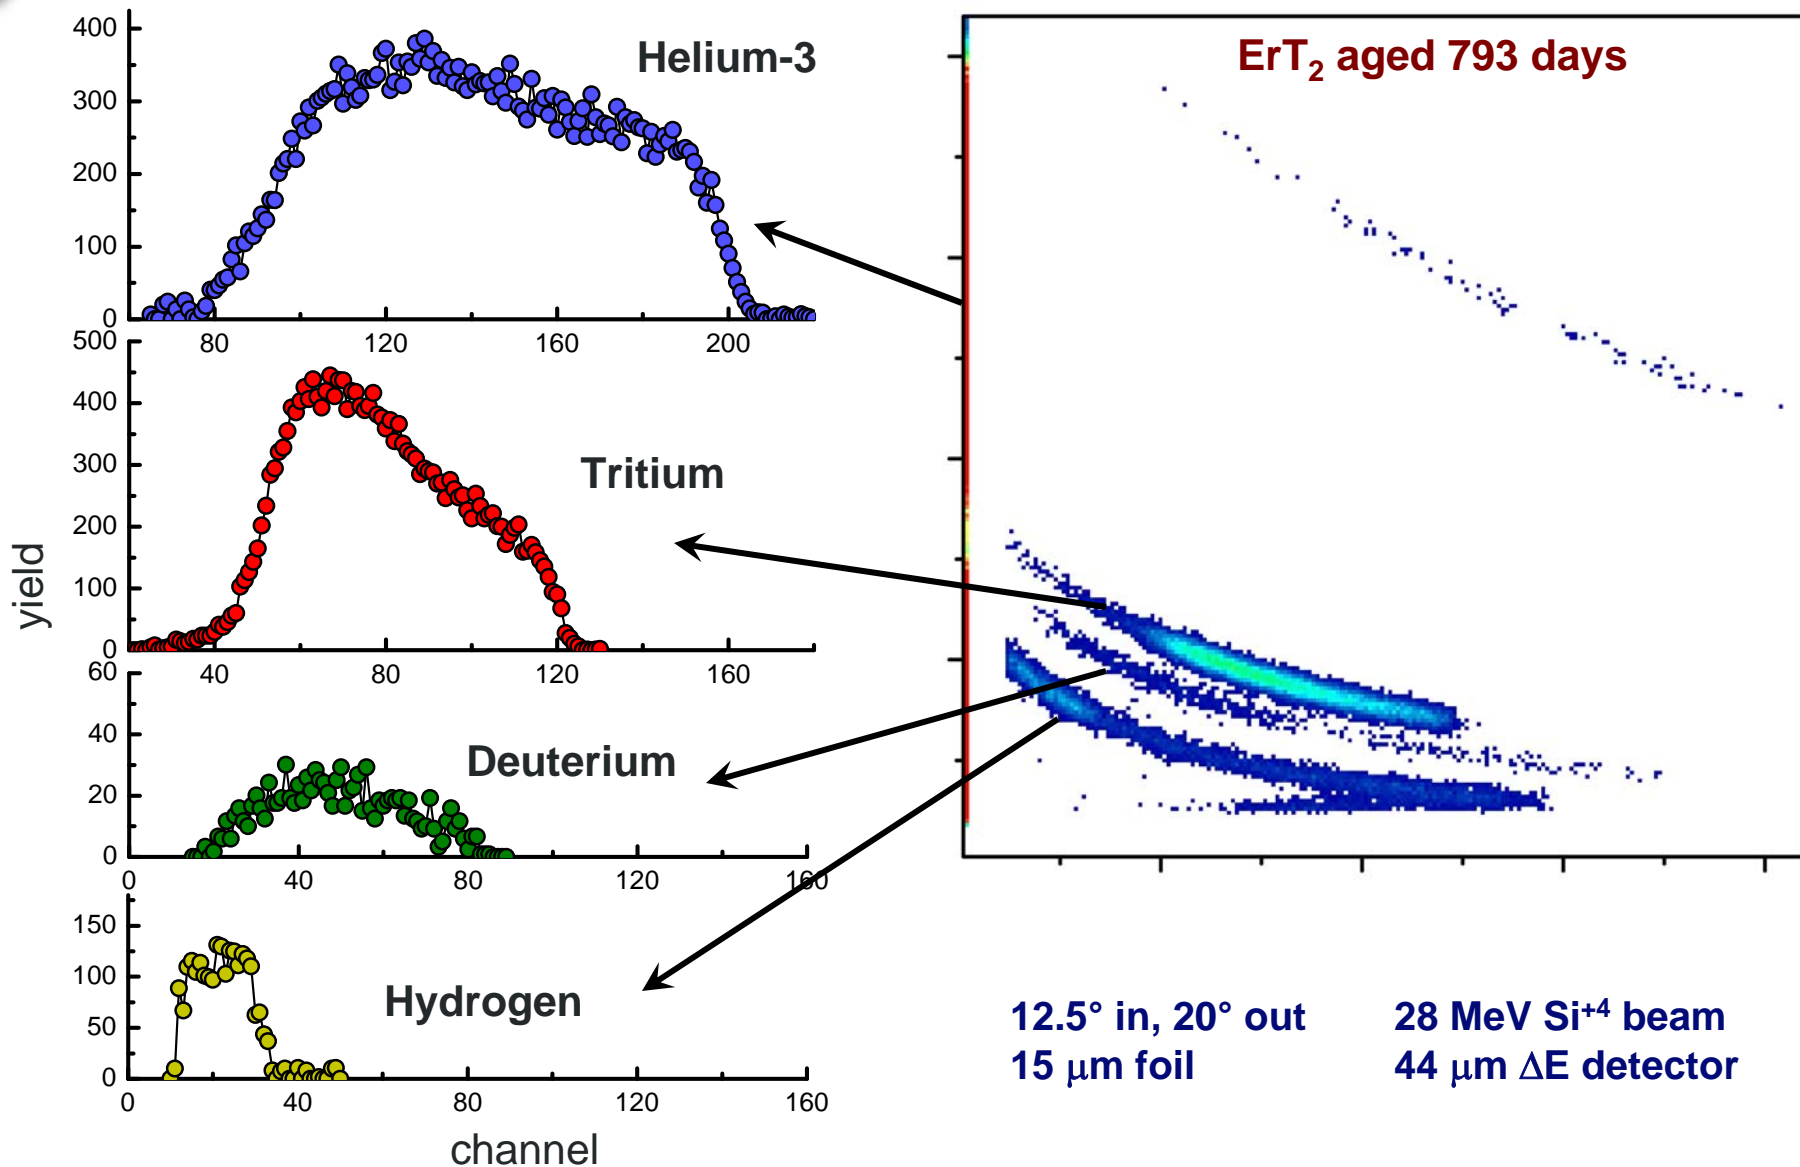 Helium-3
400
300
200
100
0
80 120 160 200
Tritium
500
400
300
200
100
0
40 80 120 160
Deuterium
60
40
20
0
0 40 80 120 160
Hydrogen
150
100
50
0
0 40 80 120 160
yield
channel
ErT₂ aged 793 days
12.5° in, 20° out
15 μm foil
28 MeV Si⁺⁴ beam
44 μm ΔE detector